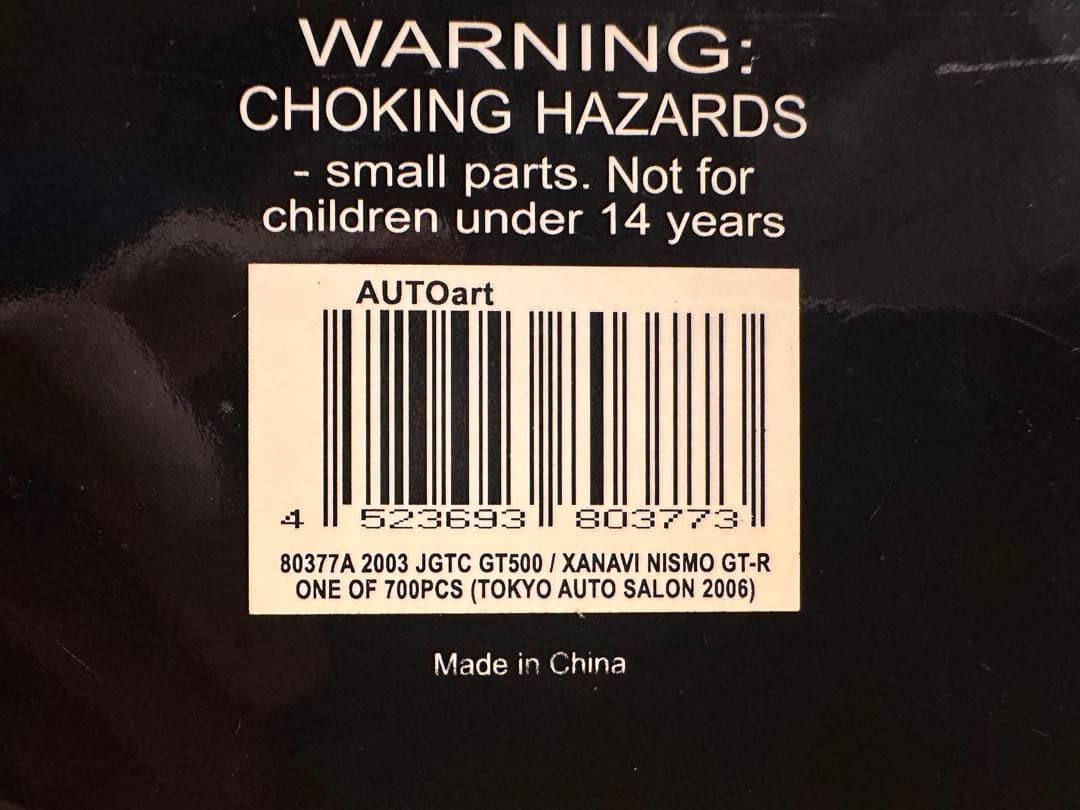 WARNING:
CHOKING HAZARDS
- small parts. Not for
children under 14 years
AUTOart
4 523693 803773
80377A 2003 JGTC GT500 / XANAVI NISMO GT-R
ONE OF 700PCS (TOKYO AUTO SALON 2006)
Made in China